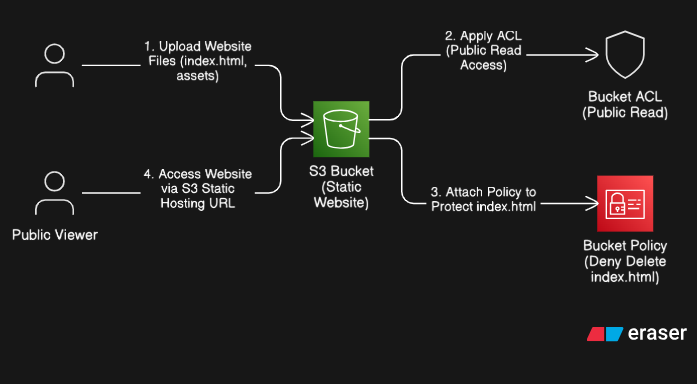 1. Upload Website
Files (index.html,
assets)
2. Apply ACL
(Public Read
Access)
Bucket ACL
(Public Read)
S3 Bucket
(Static
Website)
4. Access Website
via S3 Static
Hosting URL
Public Viewer
3. Attach Policy to
Protect index.html
Bucket Policy
(Deny Delete
index.html)
eraser